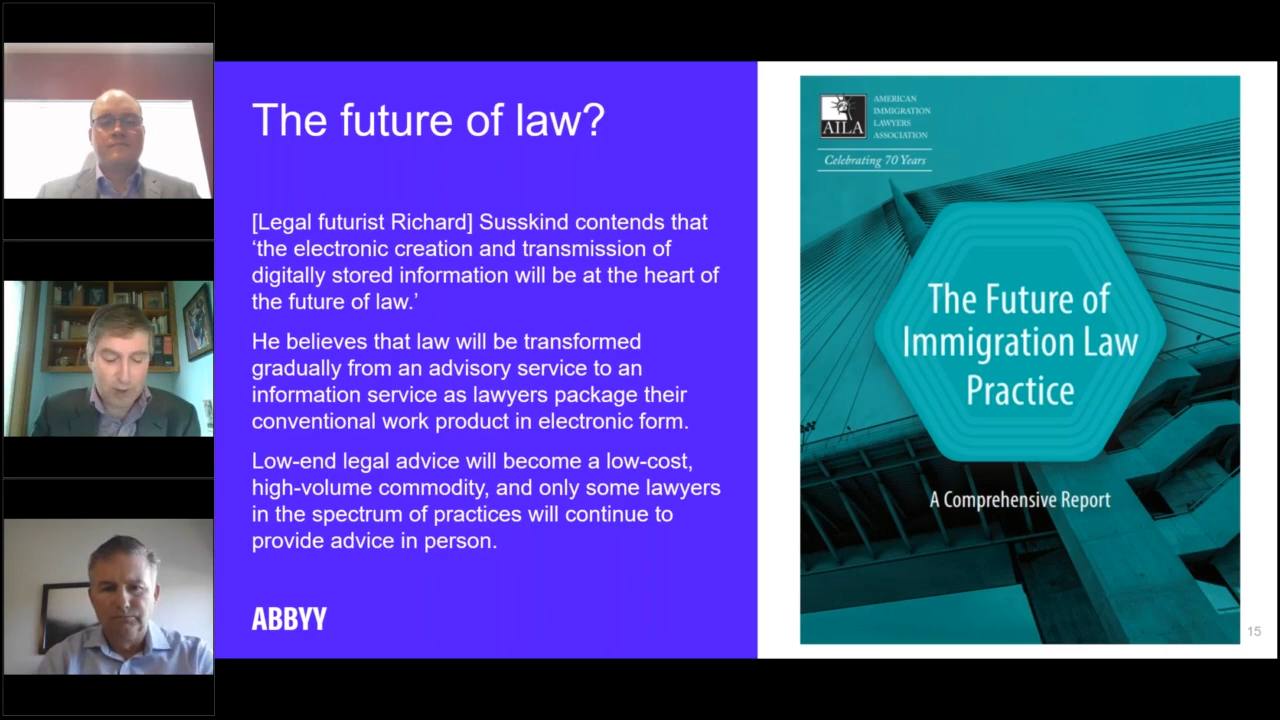 The future of law?
[Legal futurist Richard] Susskind contends that
‘the electronic creation and transmission of
digitally stored information will be at the heart of
the future of law.’
He believes that law will be transformed
gradually from an advisory service to an
information service as lawyers package their
conventional work product in electronic form.
Low-end legal advice will become a low-cost,
high-volume commodity, and only some lawyers
in the spectrum of practices will continue to
provide advice in person.
ABBYY
AILA
AMERICAN
IMMIGRATION
LAWYERS
ASSOCIATION
Celebrating 70 Years
The Future of
Immigration Law
Practice
A Comprehensive Report
15